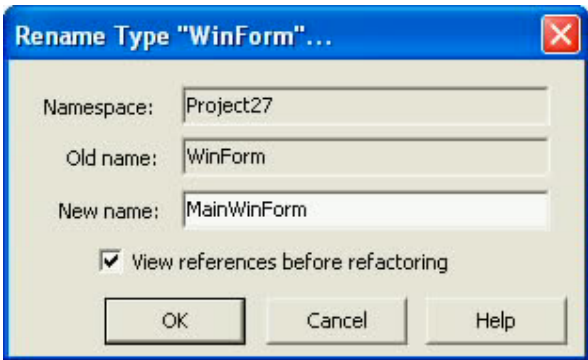 Rename Type "WinForm"...
Namespace: Project27
Old name: WinForm
New name: MainWinForm
View references before refactoring
OK Cancel Help